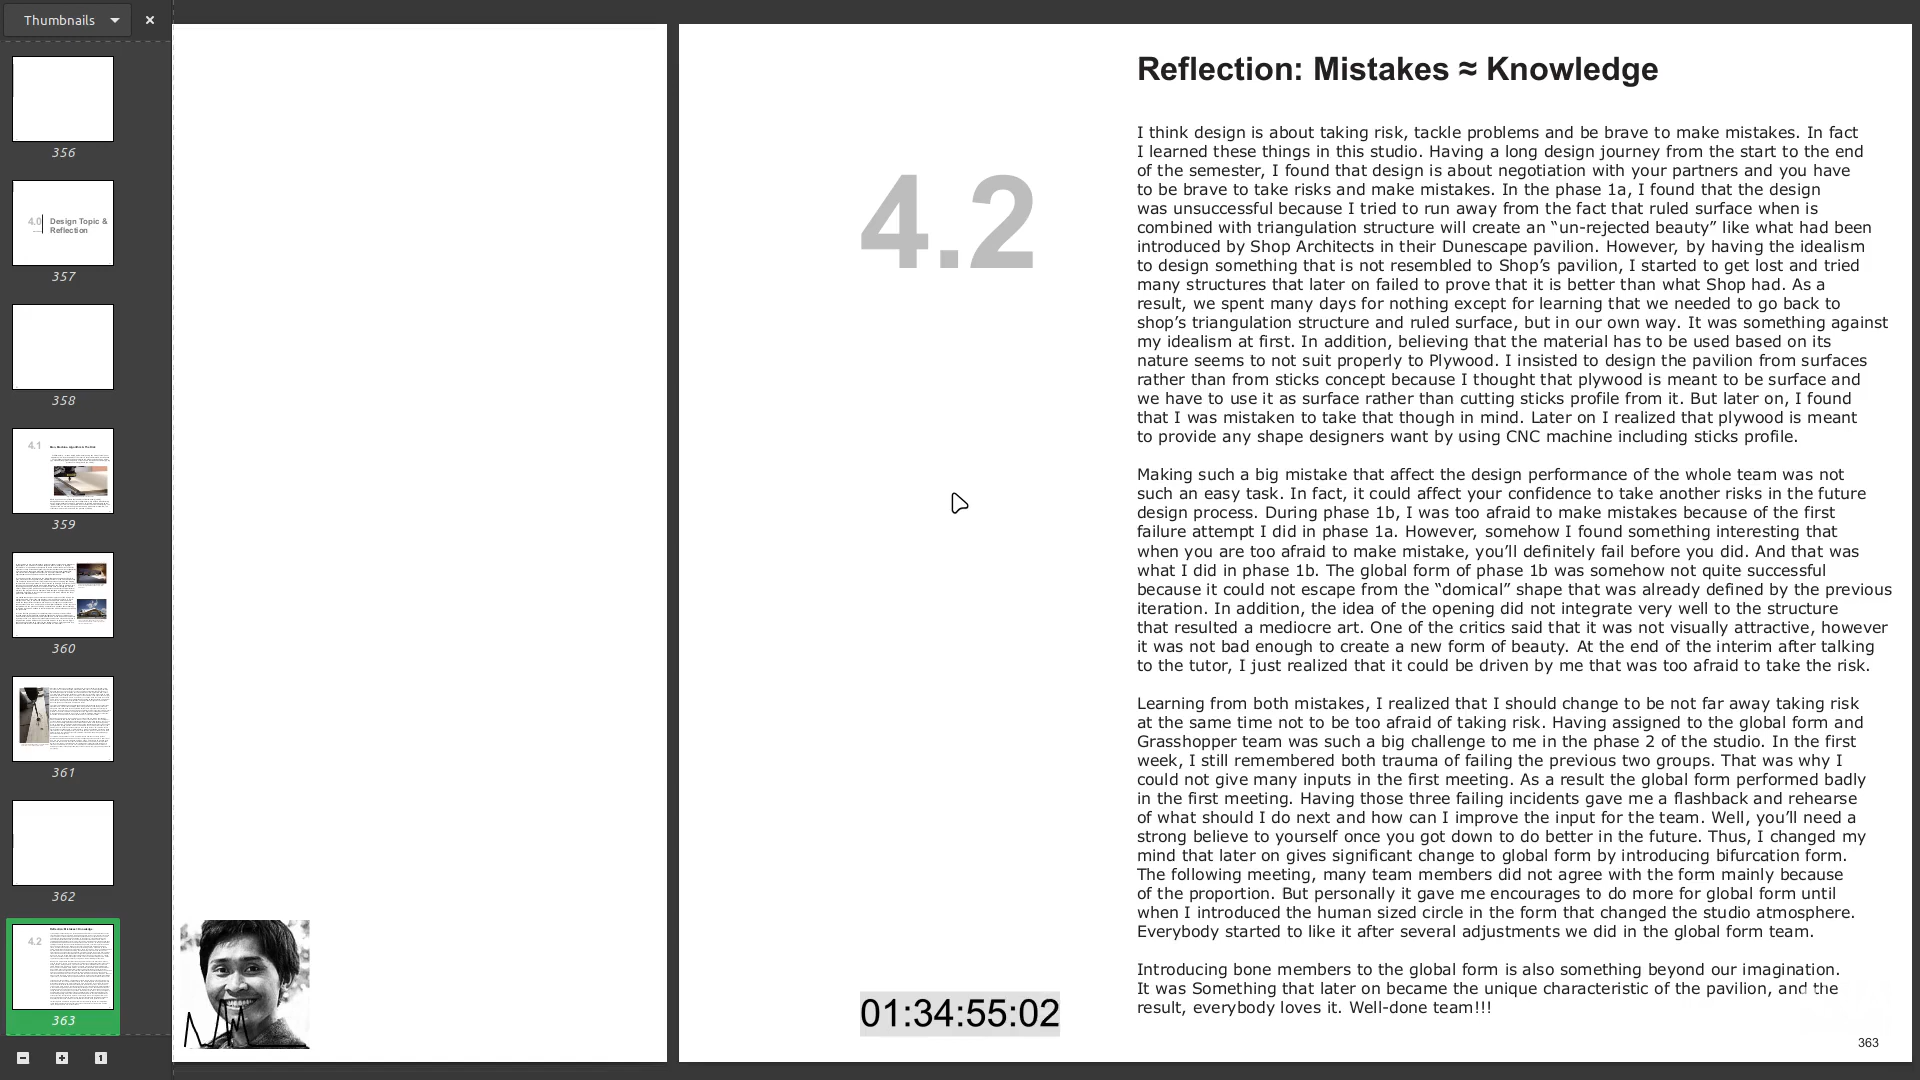 Thumbnails
356
4.0
Design Topic &
Reflection
357
358
4.1
359
360
361
362
4.2
363
Reflection: Mistakes ≈ Knowledge
4.2
I think design is about taking risk, tackle problems and be brave to make mistakes. In fact
I learned these things in this studio. Having a long design journey from the start to the end
of the semester, I found that design is about negotiation with your partners and you have
to be brave to take risks and make mistakes. In the phase 1a, I found that the design
was unsuccessful because I tried to run away from the fact that ruled surface when is
combined with triangulation structure will create an “un-rejected beauty” like what had been
introduced by Shop Architects in their Dunescape pavilion. However, by having the idealism
to design something that is not resembled to Shop’s pavilion, I started to get lost and tried
many structures that later on failed to prove that it is better than what Shop had. As a
result, we spent many days for nothing except for learning that we needed to go back to
shop’s triangulation structure and ruled surface, but in our own way. It was something against
my idealism at first. In addition, believing that the material has to be used based on its
nature seems to not suit properly to Plywood. I insisted to design the pavilion from surfaces
rather than from sticks concept because I thought that plywood is meant to be surface and
we have to use it as surface rather than cutting sticks profile from it. But later on, I found
that I was mistaken to take that though in mind. Later on I realized that plywood is meant
to provide any shape designers want by using CNC machine including sticks profile.
Making such a big mistake that affect the design performance of the whole team was not
such an easy task. In fact, it could affect your confidence to take another risks in the future
design process. During phase 1b, I was too afraid to make mistakes because of the first
failure attempt I did in phase 1a. However, somehow I found something interesting that
when you are too afraid to make mistake, you’ll definitely fail before you did. And that was
what I did in phase 1b. The global form of phase 1b was somehow not quite successful
because it could not escape from the “domical” shape that was already defined by the previous
iteration. In addition, the idea of the opening did not integrate very well to the structure
that resulted a mediocre art. One of the critics said that it was not visually attractive, however
it was not bad enough to create a new form of beauty. At the end of the interim after talking
to the tutor, I just realized that it could be driven by me that was too afraid to take the risk.
Learning from both mistakes, I realized that I should change to be not far away taking risk
at the same time not to be too afraid of taking risk. Having assigned to the global form and
Grasshopper team was such a big challenge to me in the phase 2 of the studio. In the first
week, I still remembered both trauma of failing the previous two groups. That was why I
could not give many inputs in the first meeting. As a result the global form performed badly
in the first meeting. Having those three failing incidents gave me a flashback and rehearse
of what should I do next and how can I improve the input for the team. Well, you’ll need a
strong believe to yourself once you got down to do better in the future. Thus, I changed my
mind that later on gives significant change to global form by introducing bifurcation form.
The following meeting, many team members did not agree with the form mainly because
of the proportion. But personally it gave me encourages to do more for global form until
when I introduced the human sized circle in the form that changed the studio atmosphere.
Everybody started to like it after several adjustments we did in the global form team.
Introducing bone members to the global form is also something beyond our imagination.
It was Something that later on became the unique characteristic of the pavilion, and the
result, everybody loves it. Well-done team!!!
01:34:55:02
363